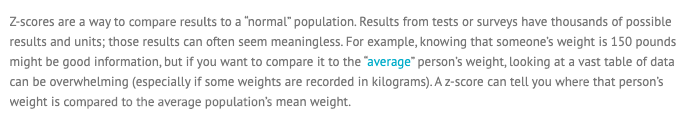 Z-scores are a way to compare results to a “normal” population. Results from tests or surveys have thousands of possible
results and units; those results can often seem meaningless. For example, knowing that someone’s weight is 150 pounds
might be good information, but if you want to compare it to the “average” person’s weight, looking at a vast table of data
can be overwhelming (especially if some weights are recorded in kilograms). A z-score can tell you where that person’s
weight is compared to the average population’s mean weight.